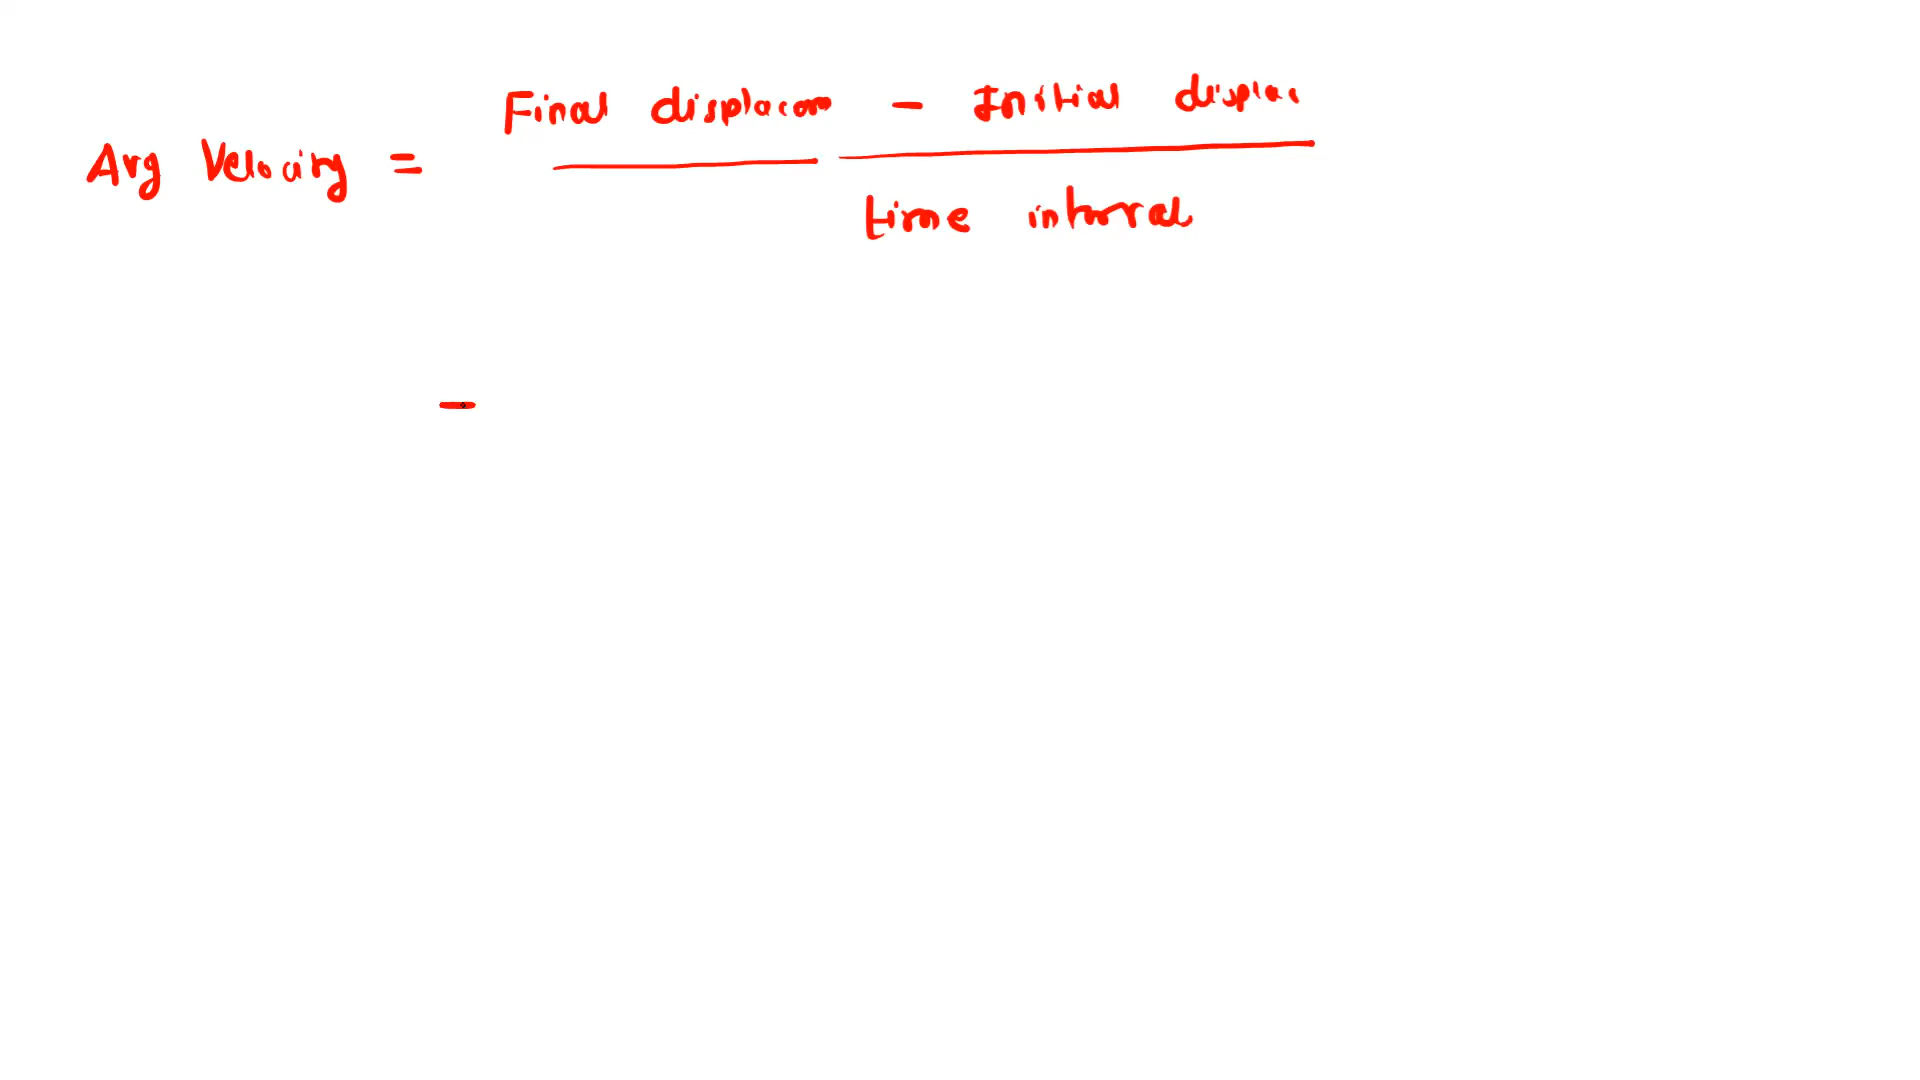 Final displacem - Initial displac
Avg Velocity =
time interval
-